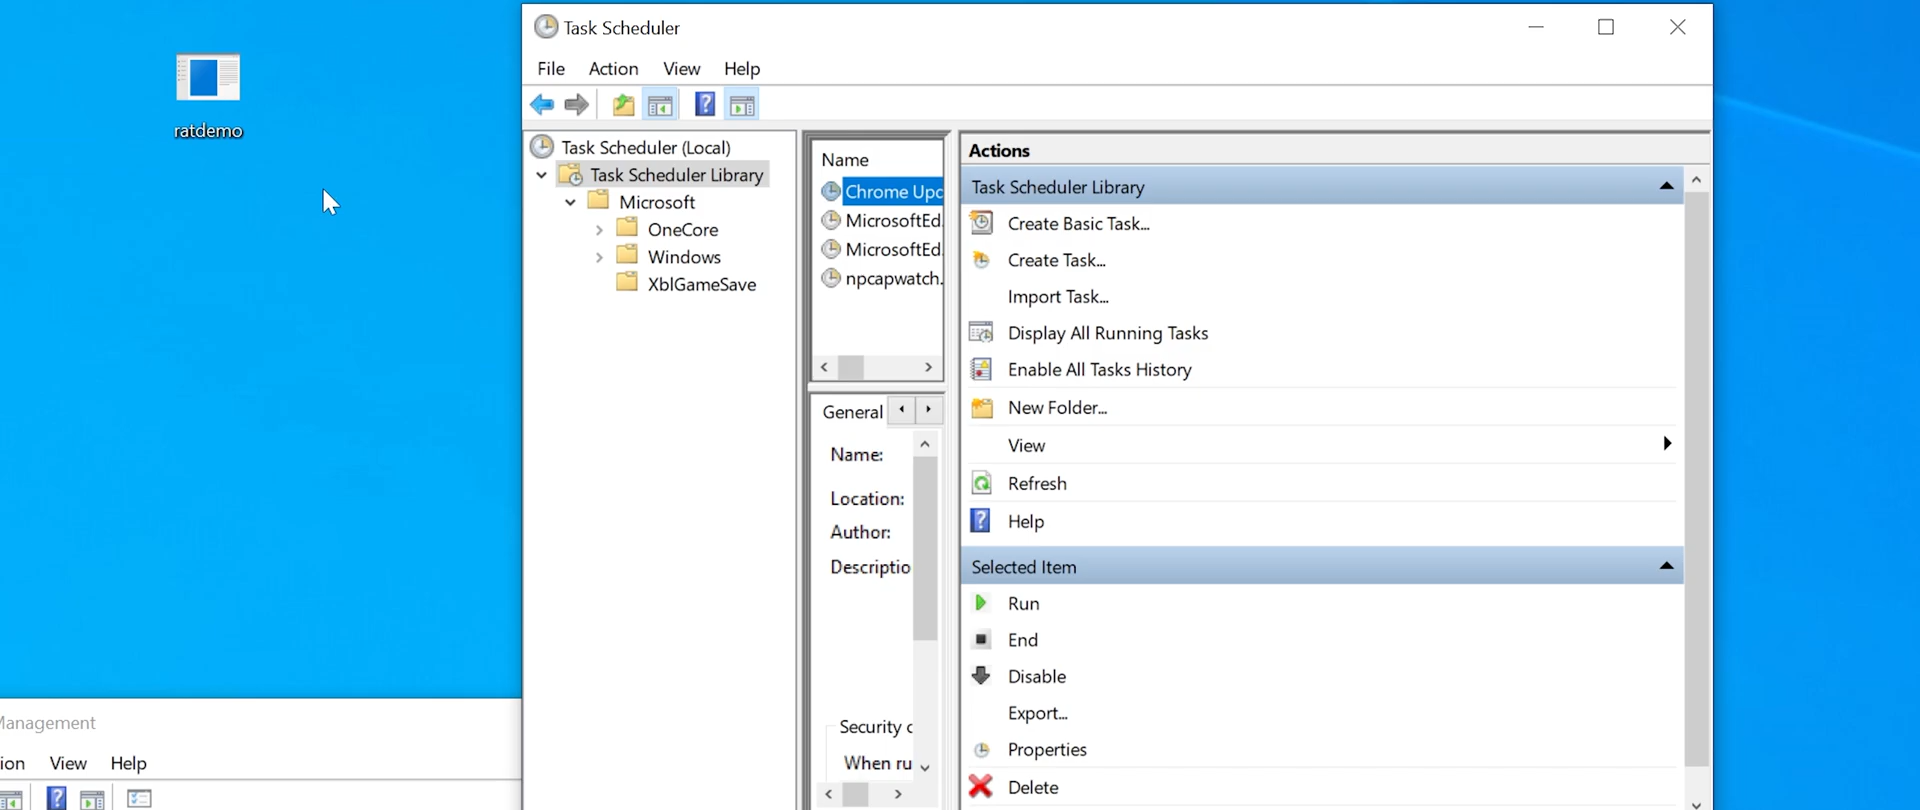 ratdemo
Task Scheduler
File Action View Help
Task Scheduler (Local)
Task Scheduler Library
Microsoft
OneCore
Windows
XblGameSave
Name
Chrome Upd
MicrosoftEd.
MicrosoftEd.
npcapwatch.
General
Name:
Location:
Author:
Descriptio
Security o
When ru
Actions
Task Scheduler Library
Create Basic Task...
Create Task...
Import Task...
Display All Running Tasks
Enable All Tasks History
New Folder...
View
Refresh
Help
Selected Item
Run
End
Disable
Export...
Properties
Delete
Management
ion View Help